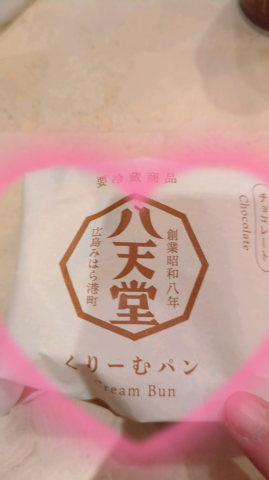 要冷蔵商品
チョコレート
Chocolate
創業昭和八年
八天堂
広島みはら港町
くりーむパン
Cream Bun